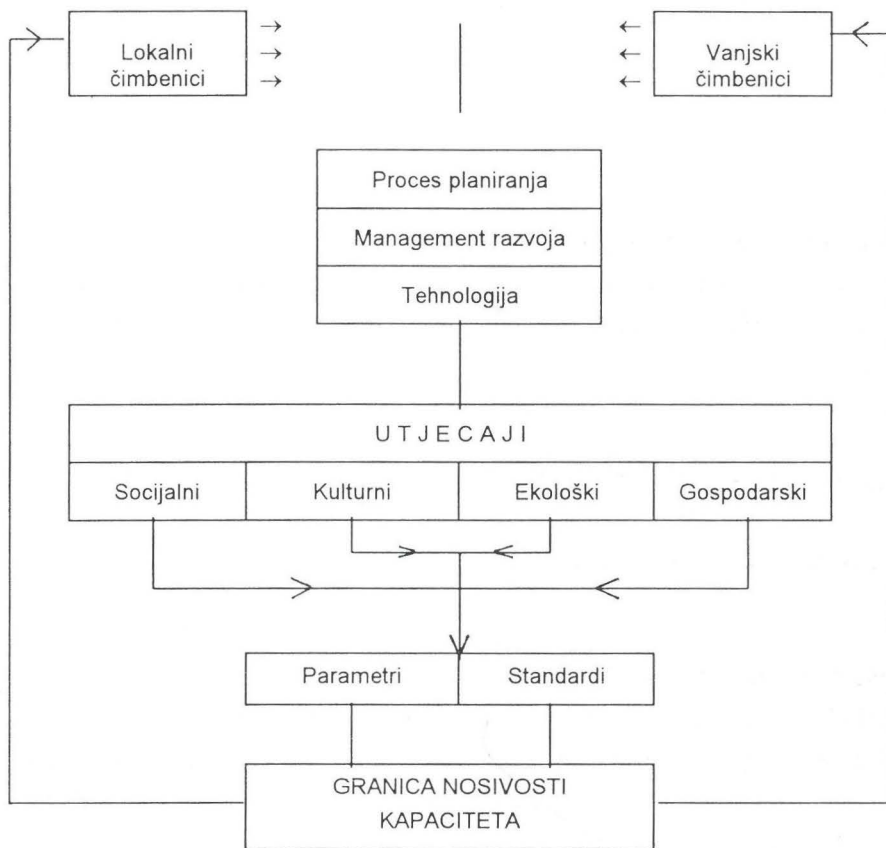 Lokalni
čimbenici
Vanjski
čimbenici
Proces planiranja
Management razvoja
Tehnologija
UTJECAJI
Socijalni
Kulturni
Ekološki
Gospodarski
Parametri
Standardi
GRANICA NOSIVOSTI
KAPACITETA